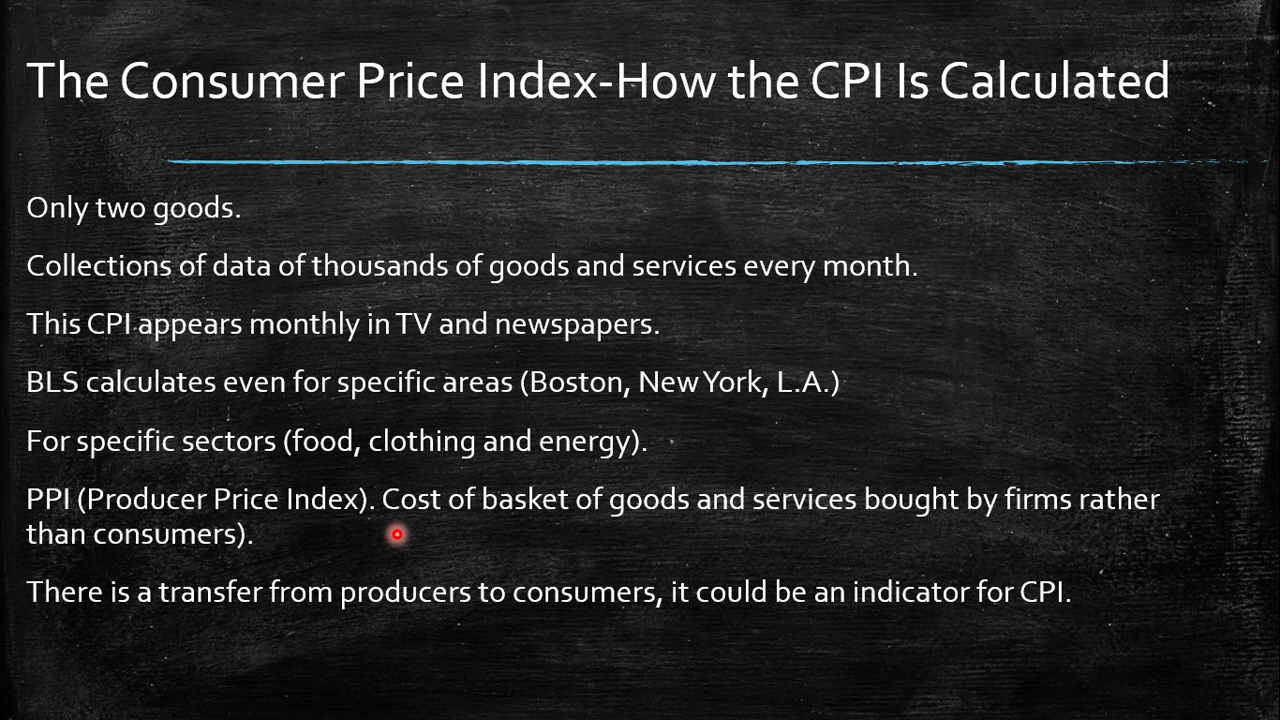 The Consumer Price Index-How the CPI Is Calculated
Only two goods.
Collections of data of thousands of goods and services every month.
This CPI appears monthly in TV and newspapers.
BLS calculates even for specific areas (Boston, New York, L.A.)
For specific sectors (food, clothing and energy).
PPI (Producer Price Index). Cost of basket of goods and services bought by firms rather
than consumers).
There is a transfer from producers to consumers, it could be an indicator for CPI.